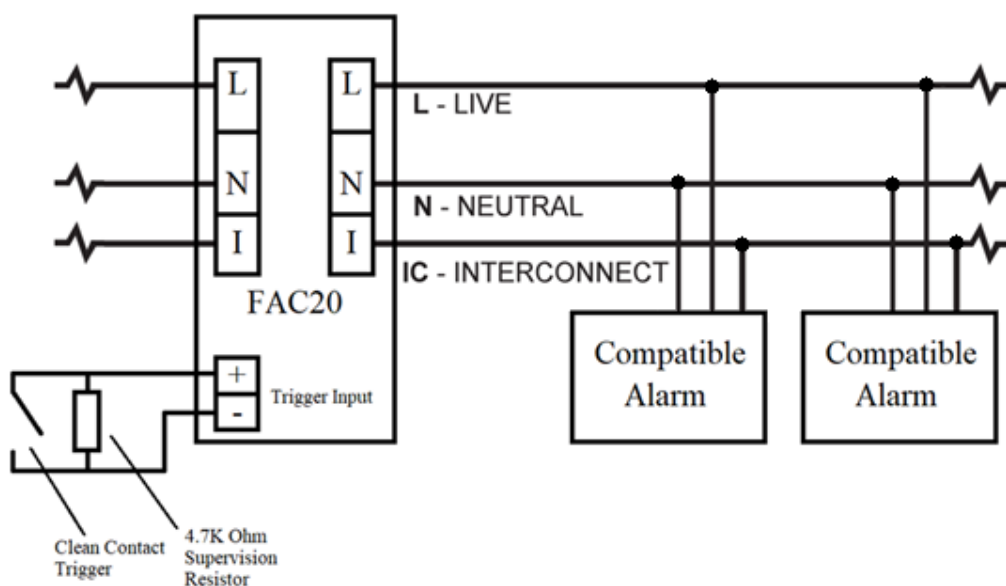 L
L
L - LIVE
N
N
N - NEUTRAL
I
I
IC - INTERCONNECT
FAC20
Compatible
Alarm
Compatible
Alarm
+
-
Trigger Input
Clean Contact
Trigger
4.7K Ohm
Supervision
Resistor